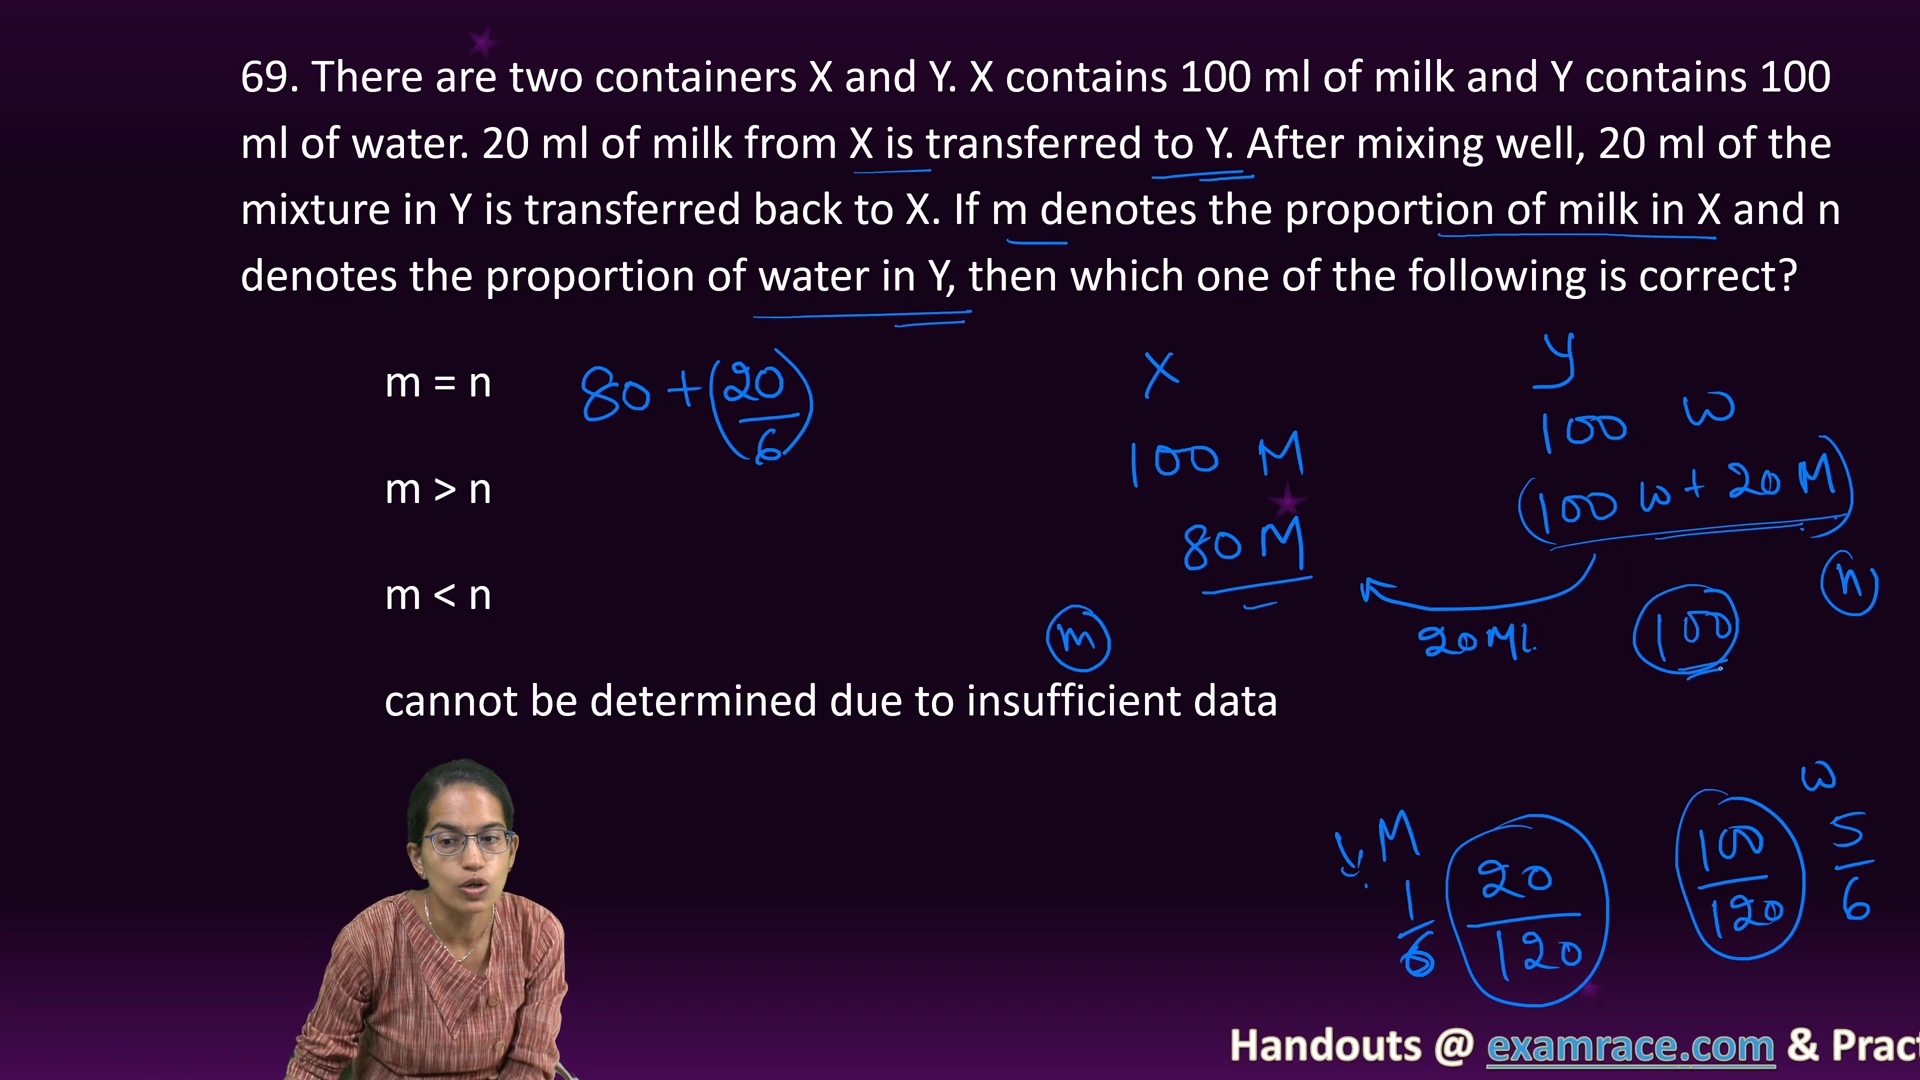 69. There are two containers X and Y. X contains 100 ml of milk and Y contains 100
ml of water. 20 ml of milk from X is transferred to Y. After mixing well, 20 ml of the
mixture in Y is transferred back to X. If m denotes the proportion of milk in X and n
denotes the proportion of water in Y, then which one of the following is correct?
m = n
80 + (20/6)
X
Y
100 M
100 W
m > n
(100 W + 20 M)
80 M
m < n
m
20 Ml.
100
n
cannot be determined due to insufficient data
M
1/6
20/120
100/120
W
5/6
Handouts @ examrace.com & Pract